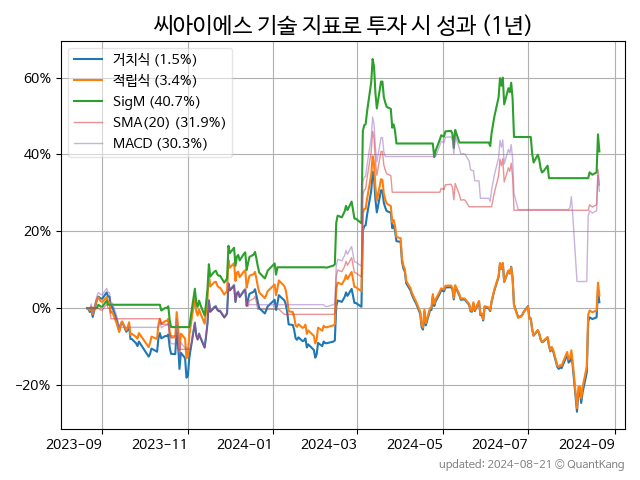 씨아이에스 기술 지표로 투자 시 성과 (1년)
거치식 (1.5%)
적립식 (3.4%)
SigM (40.7%)
SMA(20) (31.9%)
MACD (30.3%)
60%
40%
20%
0%
−20%
2023-09 2023-11 2024-01 2024-03 2024-05 2024-07 2024-09
updated: 2024-08-21 © QuantKang